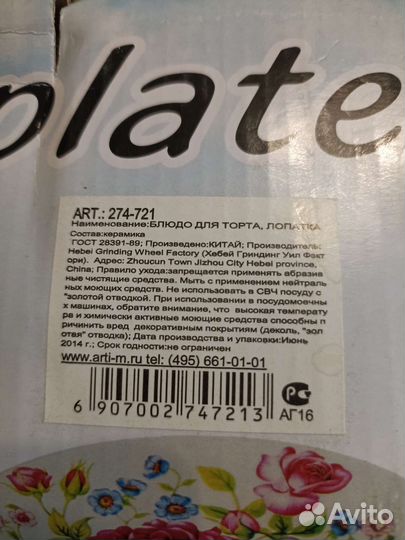 plate
ART.: 274-721
Наименование:БЛЮДО ДЛЯ ТОРТА, ЛОПАТКА
Состав:керамика
ГОСТ 28391-89; Произведено:КИТАЙ; Производитель:
Hebei Grinding Wheel Factory (Хебей Гриндинг Уил Факт
ори). Адрес: Zhoucun Town Jizhou City Hebei province,
China; Правило ухода:запрещается применять абразив
ные чистящие средства. Мыть с применением нейтраль
ных моющих средств. Не использовать в СВЧ посуду с
"золотой отводкой. При использовании в посудомоечны
х машинах, обратите внимание, что высокая температу
ра и химически активные моющие средства способны п
ричинить вред декоративным покрытиям (деколь, "зол
отая" отводка); Дата производства и упаковки:Июнь
2014 г.; Срок годности:не ограничен
www.arti-m.ru tel: (495) 661-01-01
6 907002 747213
РС
АГ16
Avito